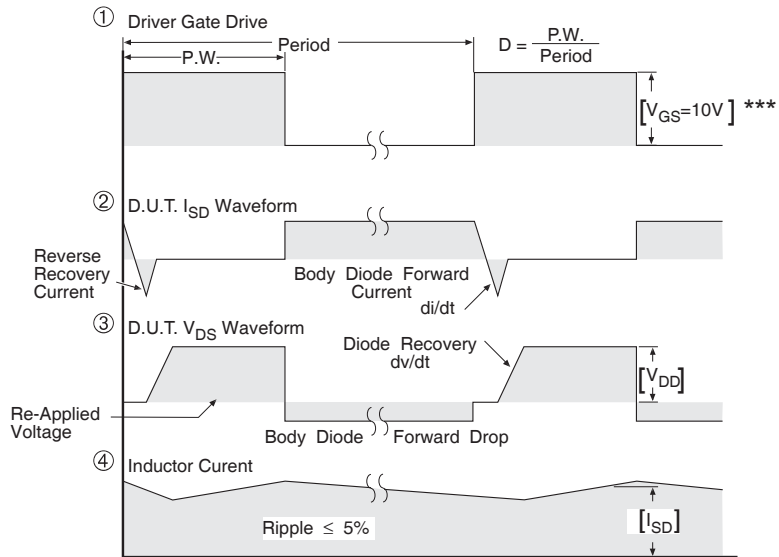 ① Driver Gate Drive
P.W.
Period
D = P.W.
Period
[VGS=10V] ***
② D.U.T. ISD Waveform
Reverse
Recovery
Current
Body Diode Forward
Current
di/dt
③ D.U.T. VDS Waveform
Diode Recovery
dv/dt
[VDD]
Re-Applied
Voltage
Body Diode Forward Drop
④ Inductor Curent
Ripple ≤ 5%
[ISD]